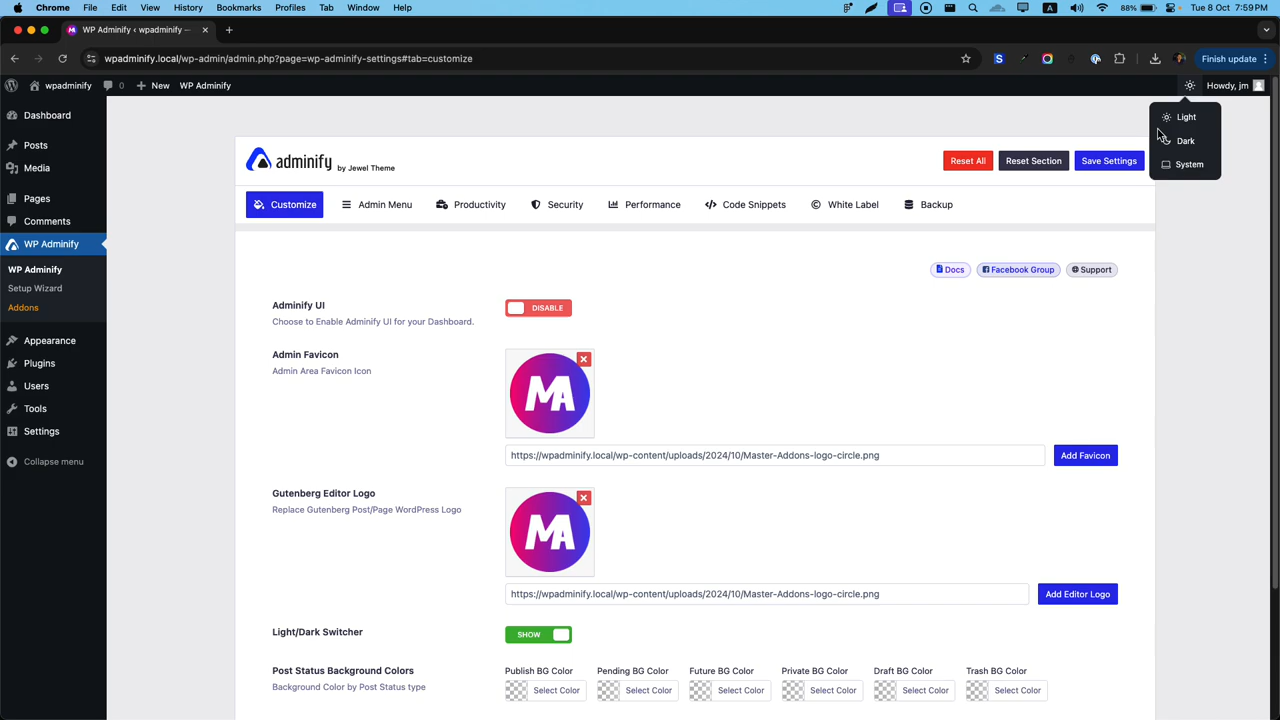 Chrome File Edit View History Bookmarks Profiles Tab Window Help 88% Tue 8 Oct 7:59PM
WP Adminify ‹ wpadminify —
wpadminify.local/wp-admin/admin.php?page=wp-adminify-settings#tab=customize Finish update
wpadminify 0 New WP Adminify Howdy, jm
Light
Dark
System
Dashboard
Posts
Media
Pages
Comments
WP Adminify
WP Adminify
Setup Wizard
Addons
Appearance
Plugins
Users
Tools
Settings
Collapse menu
adminify by Jewel Theme
Reset All Reset Section Save Settings
Customize Admin Menu Productivity Security Performance Code Snippets White Label Backup
Docs Facebook Group Support
Adminify UI
Choose to Enable Adminify UI for your Dashboard.
DISABLE
Admin Favicon
Admin Area Favicon Icon
MA
https://wpadminify.local/wp-content/uploads/2024/10/Master-Addons-logo-circle.png Add Favicon
Gutenberg Editor Logo
Replace Gutenberg Post/Page WordPress Logo
MA
https://wpadminify.local/wp-content/uploads/2024/10/Master-Addons-logo-circle.png Add Editor Logo
Light/Dark Switcher SHOW
Post Status Background Colors
Background Color by Post Status type
Publish BG Color Pending BG Color Future BG Color Private BG Color Draft BG Color Trash BG Color
Select Color Select Color Select Color Select Color Select Color Select Color